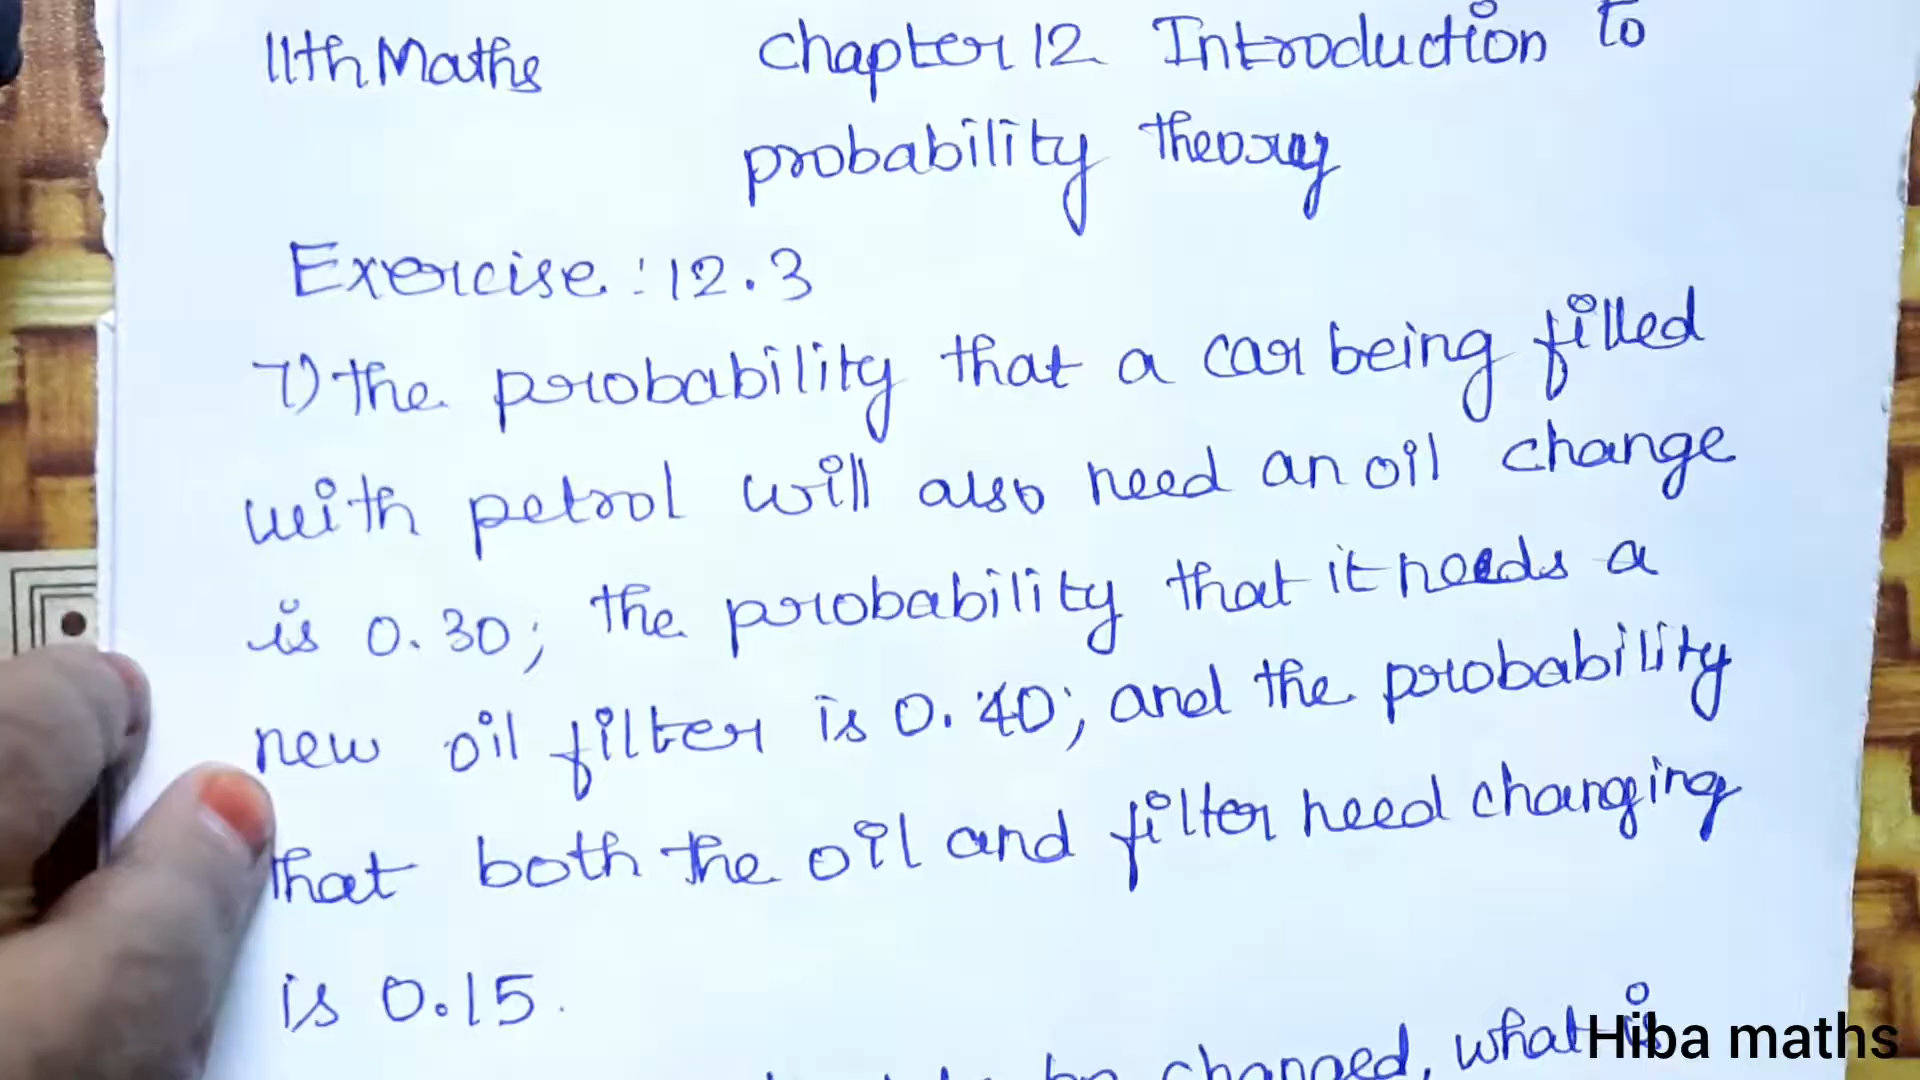 11th Maths Chapter 12 Introduction to
probability theory
Exercise : 12.3
7) The probability that a car being filled
with petrol will also need an oil change
is 0.30; the probability that it needs a
new oil filter is 0.40; and the probability
that both the oil and filter need changing
is 0.15.
changed, what is
Hiba maths